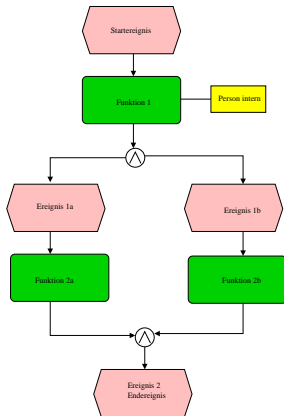 Startereignis
Funktion 1
Person intern
Ereignis 1a
Ereignis 1b
Funktion 2a
Funktion 2b
Ereignis 2
Endereignis